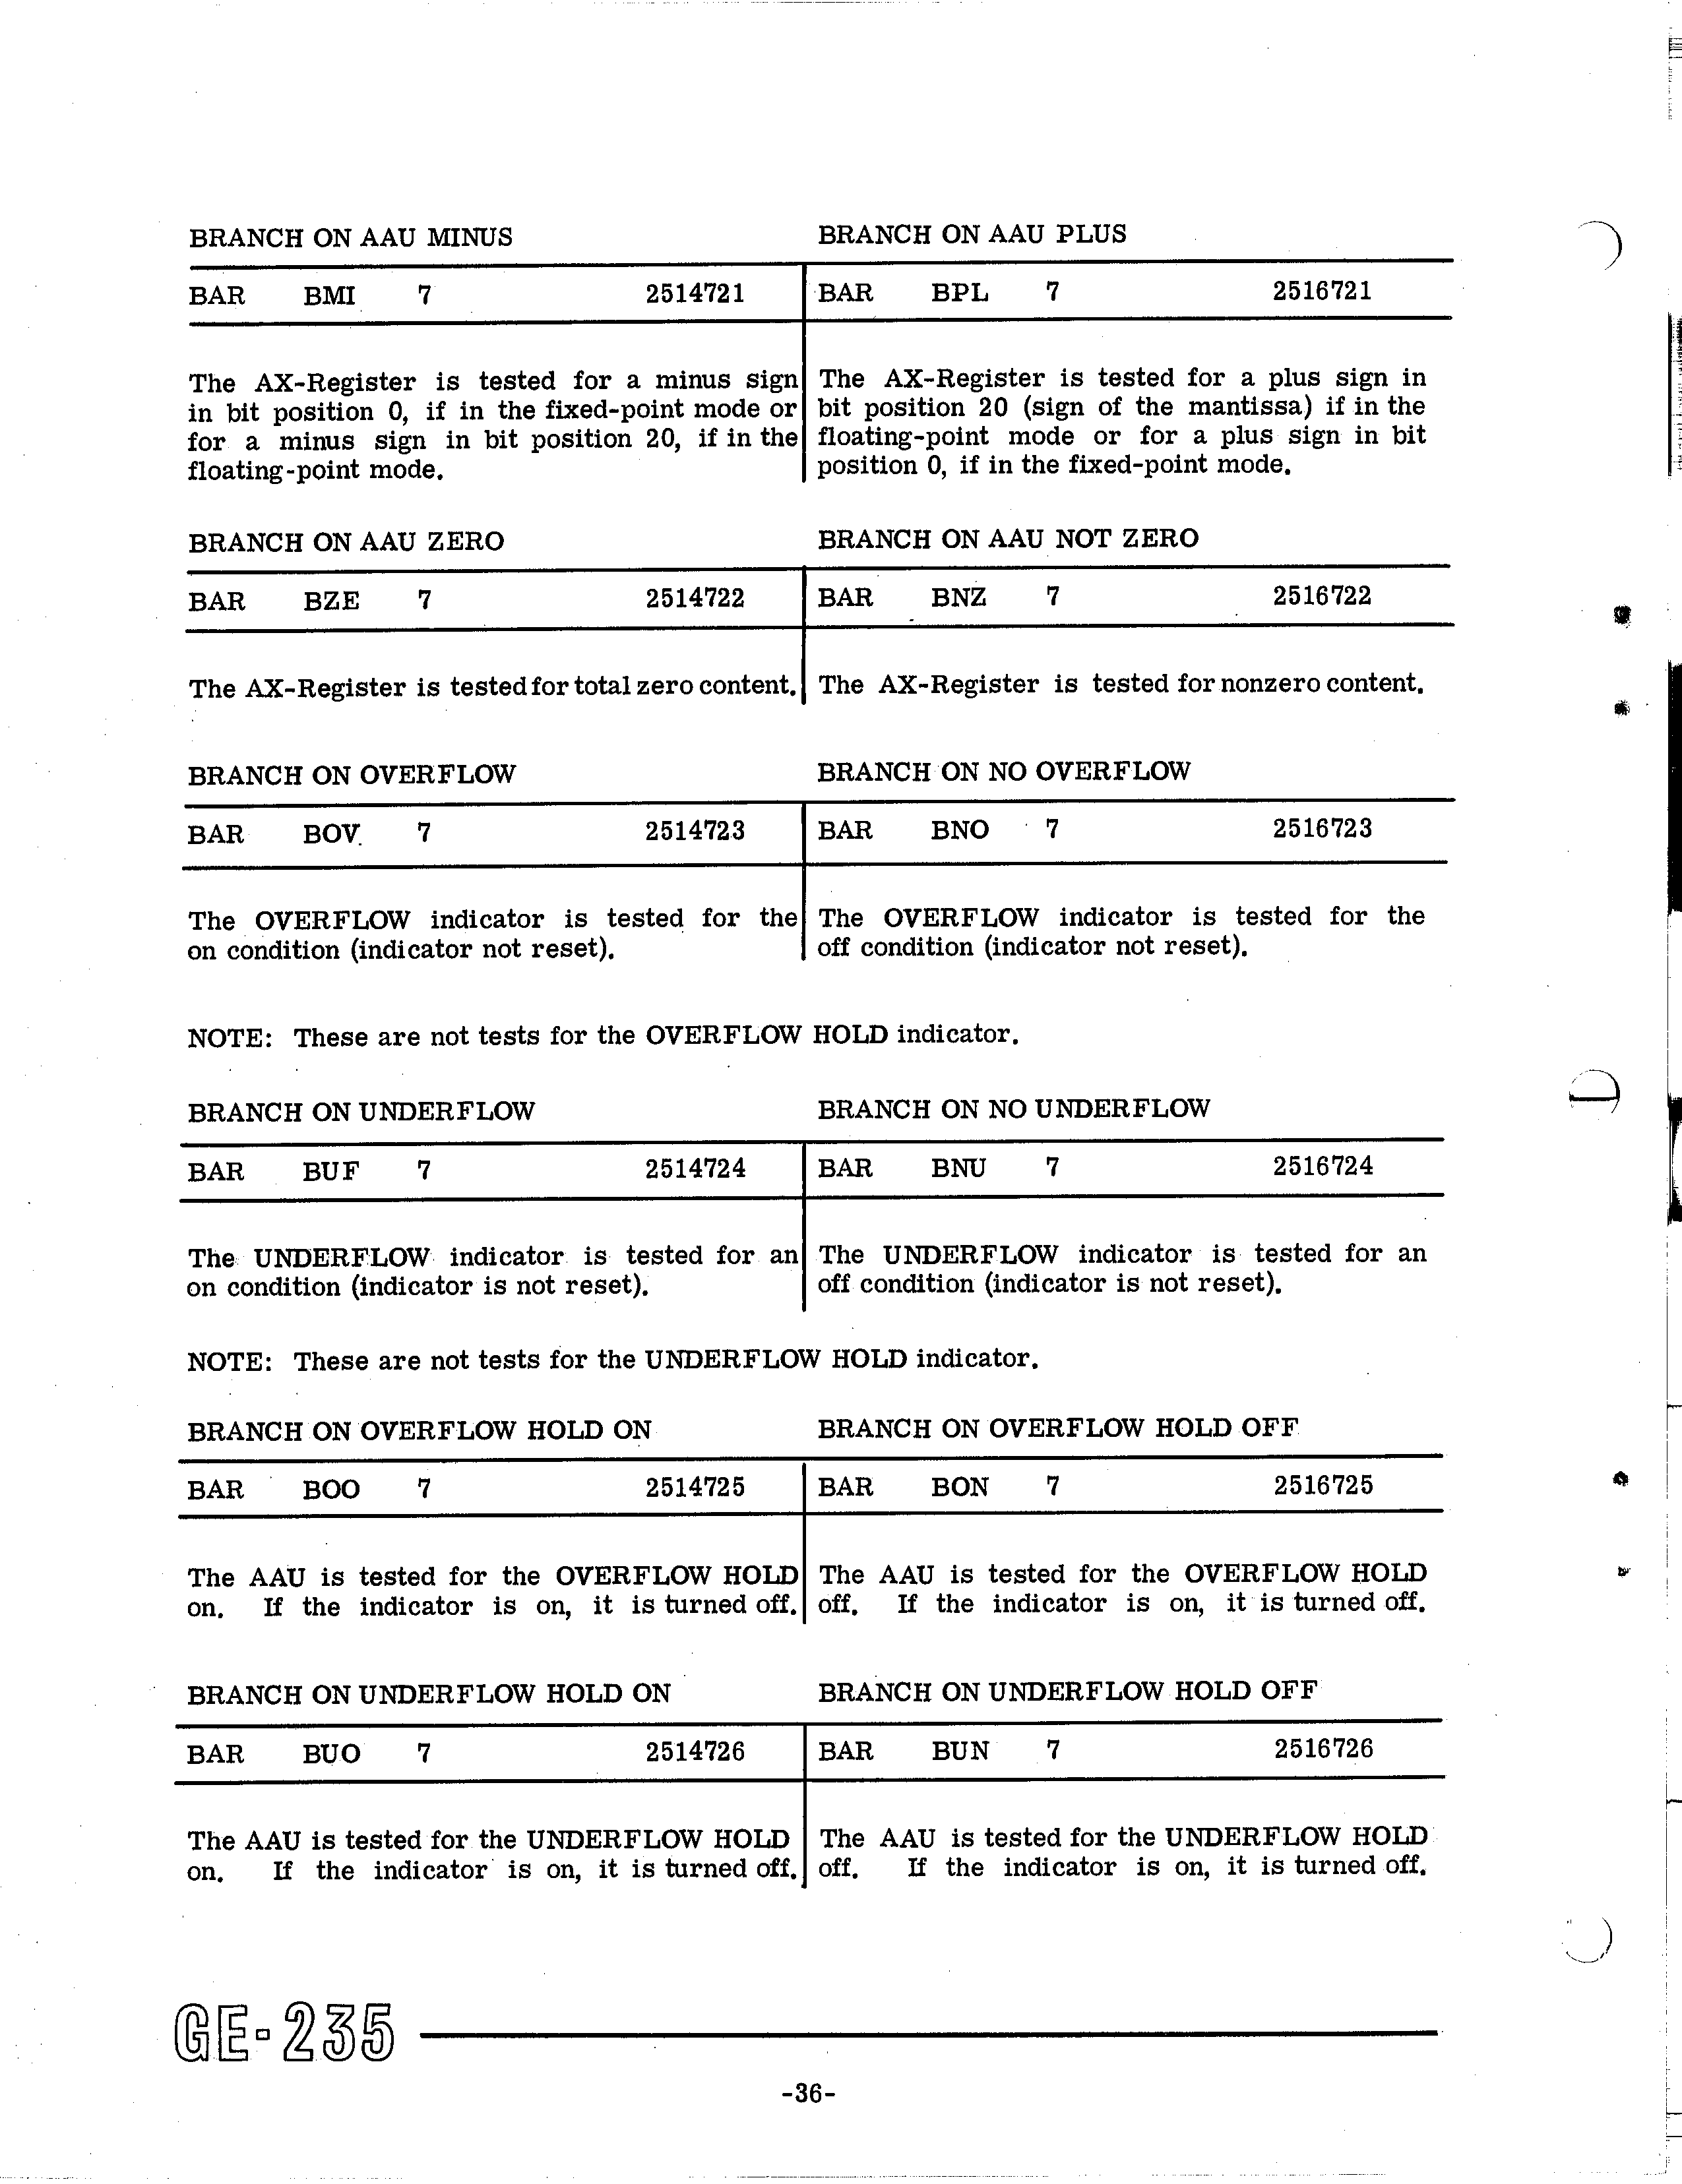 BRANCH ON AAU MINUS
BAR BMI 7 2514721
The AX-Register is tested for a minus sign
in bit position 0, if in the fixed-point mode or
for a minus sign in bit position 20, if in the
floating-point mode.
BRANCH ON AAU PLUS
BAR BPL 7 2516721
The AX-Register is tested for a plus sign in
bit position 20 (sign of the mantissa) if in the
floating-point mode or for a plus sign in bit
position 0, if in the fixed-point mode.
BRANCH ON AAU ZERO
BAR BZE 7 2514722
The AX-Register is tested for total zero content.
BRANCH ON AAU NOT ZERO
BAR BNZ 7 2516722
The AX-Register is tested for nonzero content.
BRANCH ON OVERFLOW
BAR BOV 7 2514723
The OVERFLOW indicator is tested for the
on condition (indicator not reset).
BRANCH ON NO OVERFLOW
BAR BNO 7 2516723
The OVERFLOW indicator is tested for the
off condition (indicator not reset).
NOTE: These are not tests for the OVERFLOW HOLD indicator.
BRANCH ON UNDERFLOW
BAR BUF 7 2514724
The UNDERFLOW indicator is tested for an
on condition (indicator is not reset).
BRANCH ON NO UNDERFLOW
BAR BNU 7 2516724
The UNDERFLOW indicator is tested for an
off condition (indicator is not reset).
NOTE: These are not tests for the UNDERFLOW HOLD indicator.
BRANCH ON OVERFLOW HOLD ON
BAR BOO 7 2514725
The AAU is tested for the OVERFLOW HOLD
on. If the indicator is on, it is turned off.
BRANCH ON OVERFLOW HOLD OFF
BAR BON 7 2516725
The AAU is tested for the OVERFLOW HOLD
off. If the indicator is on, it is turned off.
BRANCH ON UNDERFLOW HOLD ON
BAR BUO 7 2514726
The AAU is tested for the UNDERFLOW HOLD
on. If the indicator is on, it is turned off.
BRANCH ON UNDERFLOW HOLD OFF
BAR BUN 7 2516726
The AAU is tested for the UNDERFLOW HOLD
off. If the indicator is on, it is turned off.
GE-235
-36-